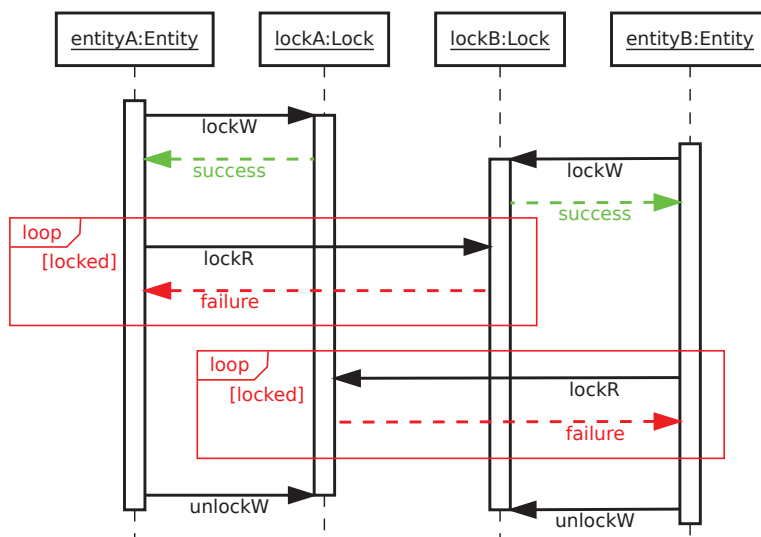 entityA:Entity
lockA:Lock
lockB:Lock
entityB:Entity
lockW
success
lockW
success
loop
[locked]
lockR
failure
loop
[locked]
lockR
failure
unlockW
unlockW